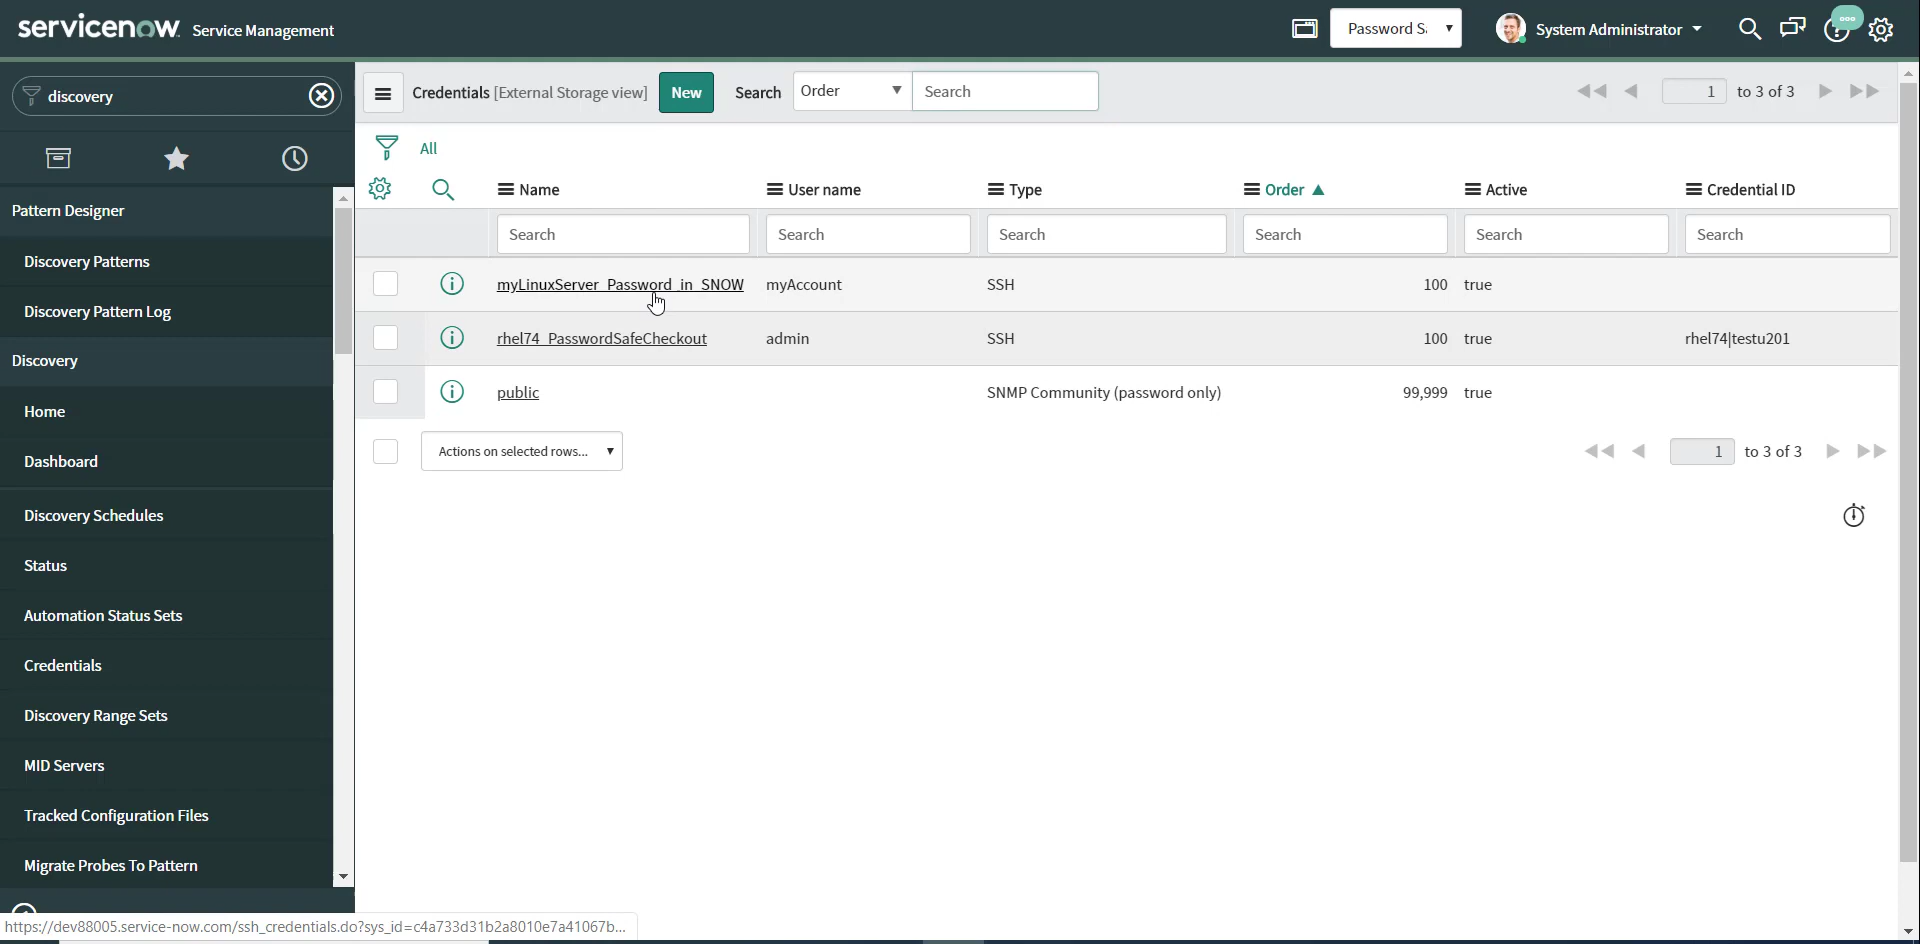 servicenow. Service Management
Password Sa
System Administrator
discovery
Credentials [External Storage view] New Search Order Search
1 to 3 of 3
All
Name User name Type Order Active Credential ID
Search Search Search Search Search Search
myLinuxServer_Password_in_SNOW myAccount SSH 100 true
rhel74_PasswordSafeCheckout admin SSH 100 true rhel74|testu201
public SNMP Community (password only) 99,999 true
Actions on selected rows...
1 to 3 of 3
Pattern Designer
Discovery Patterns
Discovery Pattern Log
Discovery
Home
Dashboard
Discovery Schedules
Status
Automation Status Sets
Credentials
Discovery Range Sets
MID Servers
Tracked Configuration Files
Migrate Probes To Pattern
https://dev88005.service-now.com/ssh_credentials.do?sys_id=c4a733d31b2a8010e7a41067b...